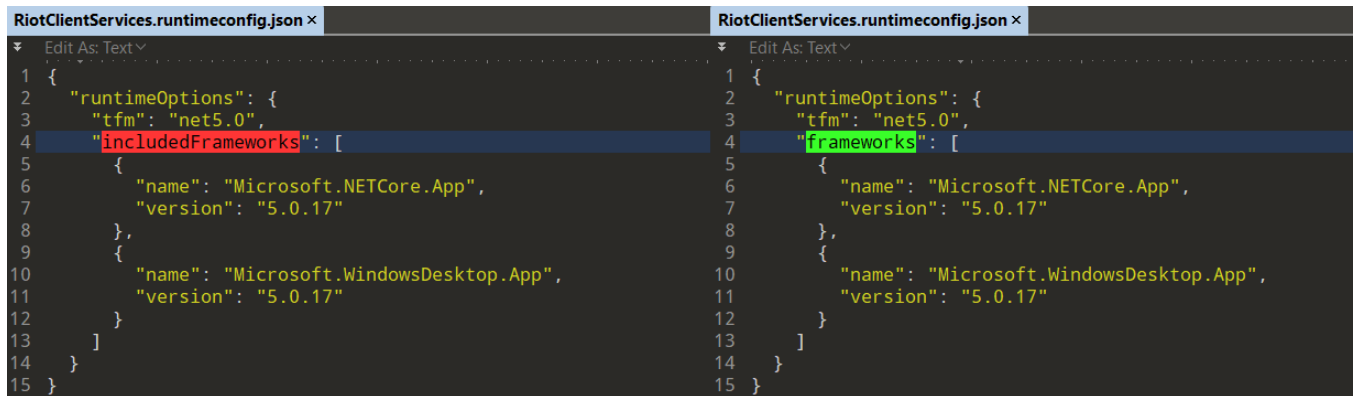 RiotClientServices.runtimeconfig.json ×
Edit As: Text
1 {
2 "runtimeOptions": {
3 "tfm": "net5.0",
4 "includedFrameworks": [
5 {
6 "name": "Microsoft.NETCore.App",
7 "version": "5.0.17"
8 },
9 {
10 "name": "Microsoft.WindowsDesktop.App",
11 "version": "5.0.17"
12 }
13 ]
14 }
15 }
RiotClientServices.runtimeconfig.json ×
Edit As: Text
1 {
2 "runtimeOptions": {
3 "tfm": "net5.0",
4 "frameworks": [
5 {
6 "name": "Microsoft.NETCore.App",
7 "version": "5.0.17"
8 },
9 {
10 "name": "Microsoft.WindowsDesktop.App",
11 "version": "5.0.17"
12 }
13 ]
14 }
15 }